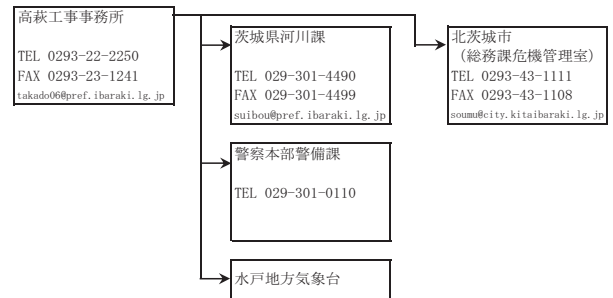 高萩工事事務所
TEL 0293-22-2250
FAX 0293-23-1241
takado06@pref.ibaraki.lg.jp
茨城県河川課
TEL 029-301-4490
FAX 029-301-4499
suibou@pref.ibaraki.lg.jp
北茨城市
（総務課危機管理室）
TEL 0293-43-1111
FAX 0293-43-1108
soumu@city.kitaibaraki.lg.jp
警察本部警備課
TEL 029-301-0110
水戸地方気象台